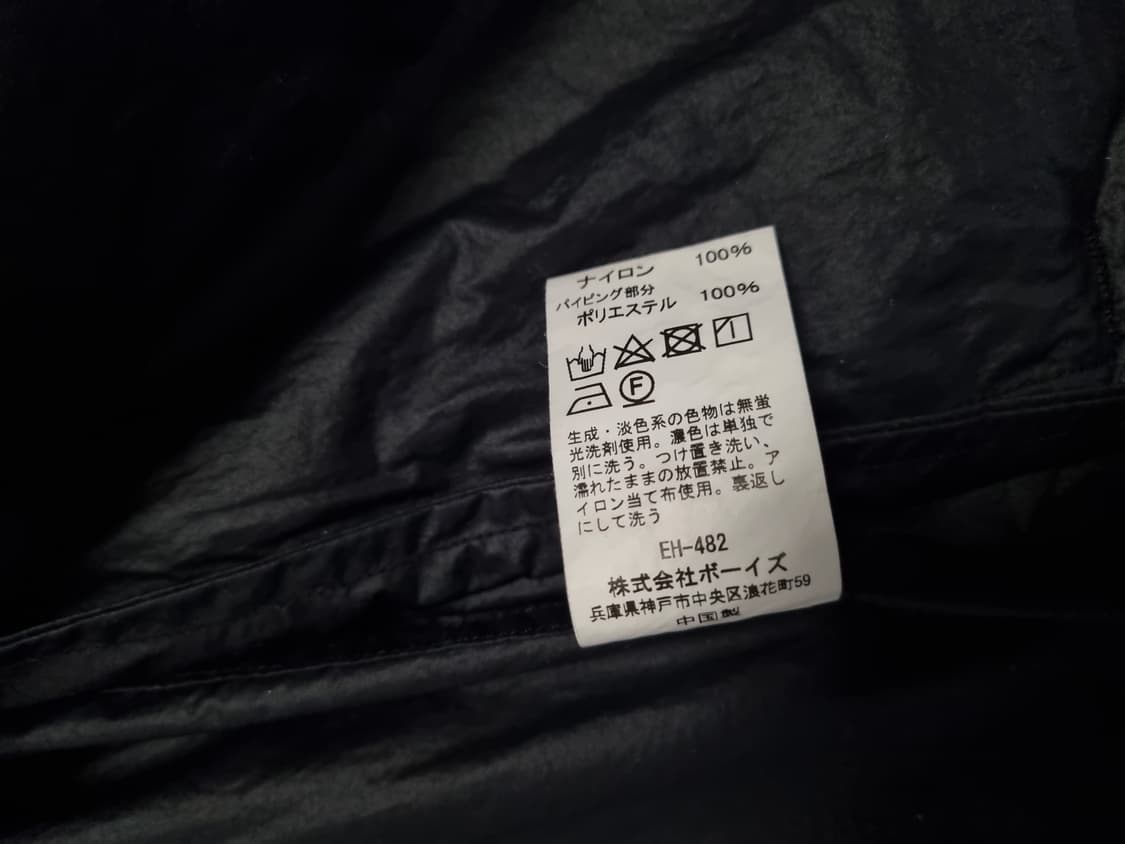 ナイロン 100%
パイピング部分
ポリエステル 100%
F
生成・淡色系の色物は無蛍
光洗剤使用。濃色は単独で
別に洗う。つけ置き洗い、
濡れたままの放置禁止。ア
イロン当て布使用。裏返し
にして洗う
EH-482
株式会社ボーイズ
兵庫県神戸市中央区浪花町59
中国製